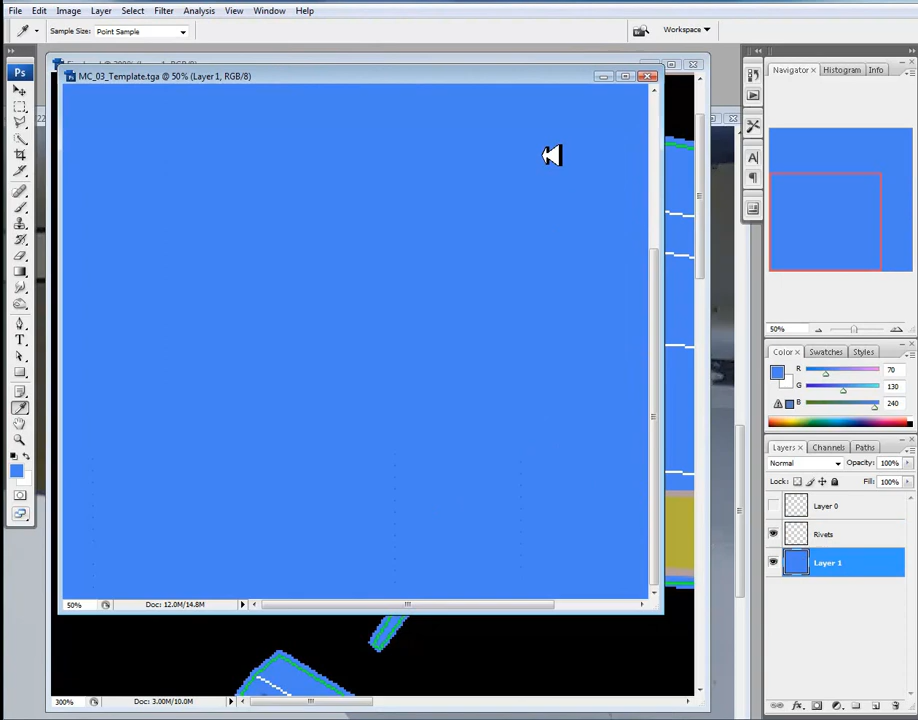 File Edit Image Layer Select Filter Analysis View Window Help
Sample Size: Point Sample
Workspace
Ps
MC_03_Template.tga @ 50% (Layer 1, RGB/8)
22
T
A
50% Doc: 12.0M/14.8M
300% Doc: 3.00M/10.0M
Navigator × Histogram Info
50%
Color × Swatches Styles
R 70
G 130
B 240
Layers × Channels Paths
Normal Opacity: 100%
Lock: Fill: 100%
Layer 0
Rivets
Layer 1
fx